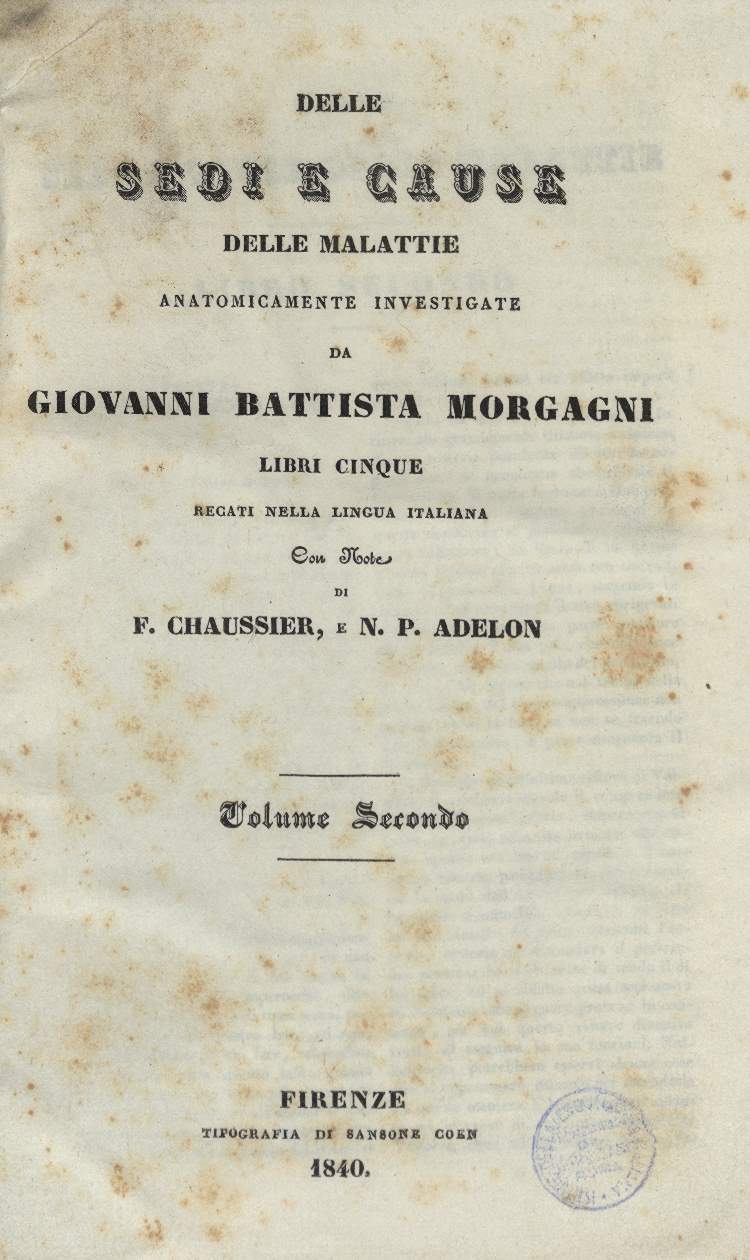 DELLE
SEDI E CAUSE
DELLE MALATTIE
ANATOMICAMENTE INVESTIGATE
DA
GIOVANNI BATTISTA MORGAGNI
LIBRI CINQUE
RECATI NELLA LINGUA ITALIANA
Con Note
DI
F. CHAUSSIER, E N. P. ADELON
Volume Secondo
FIRENZE
TIPOGRAFIA DI SANSONE COEN
1840.